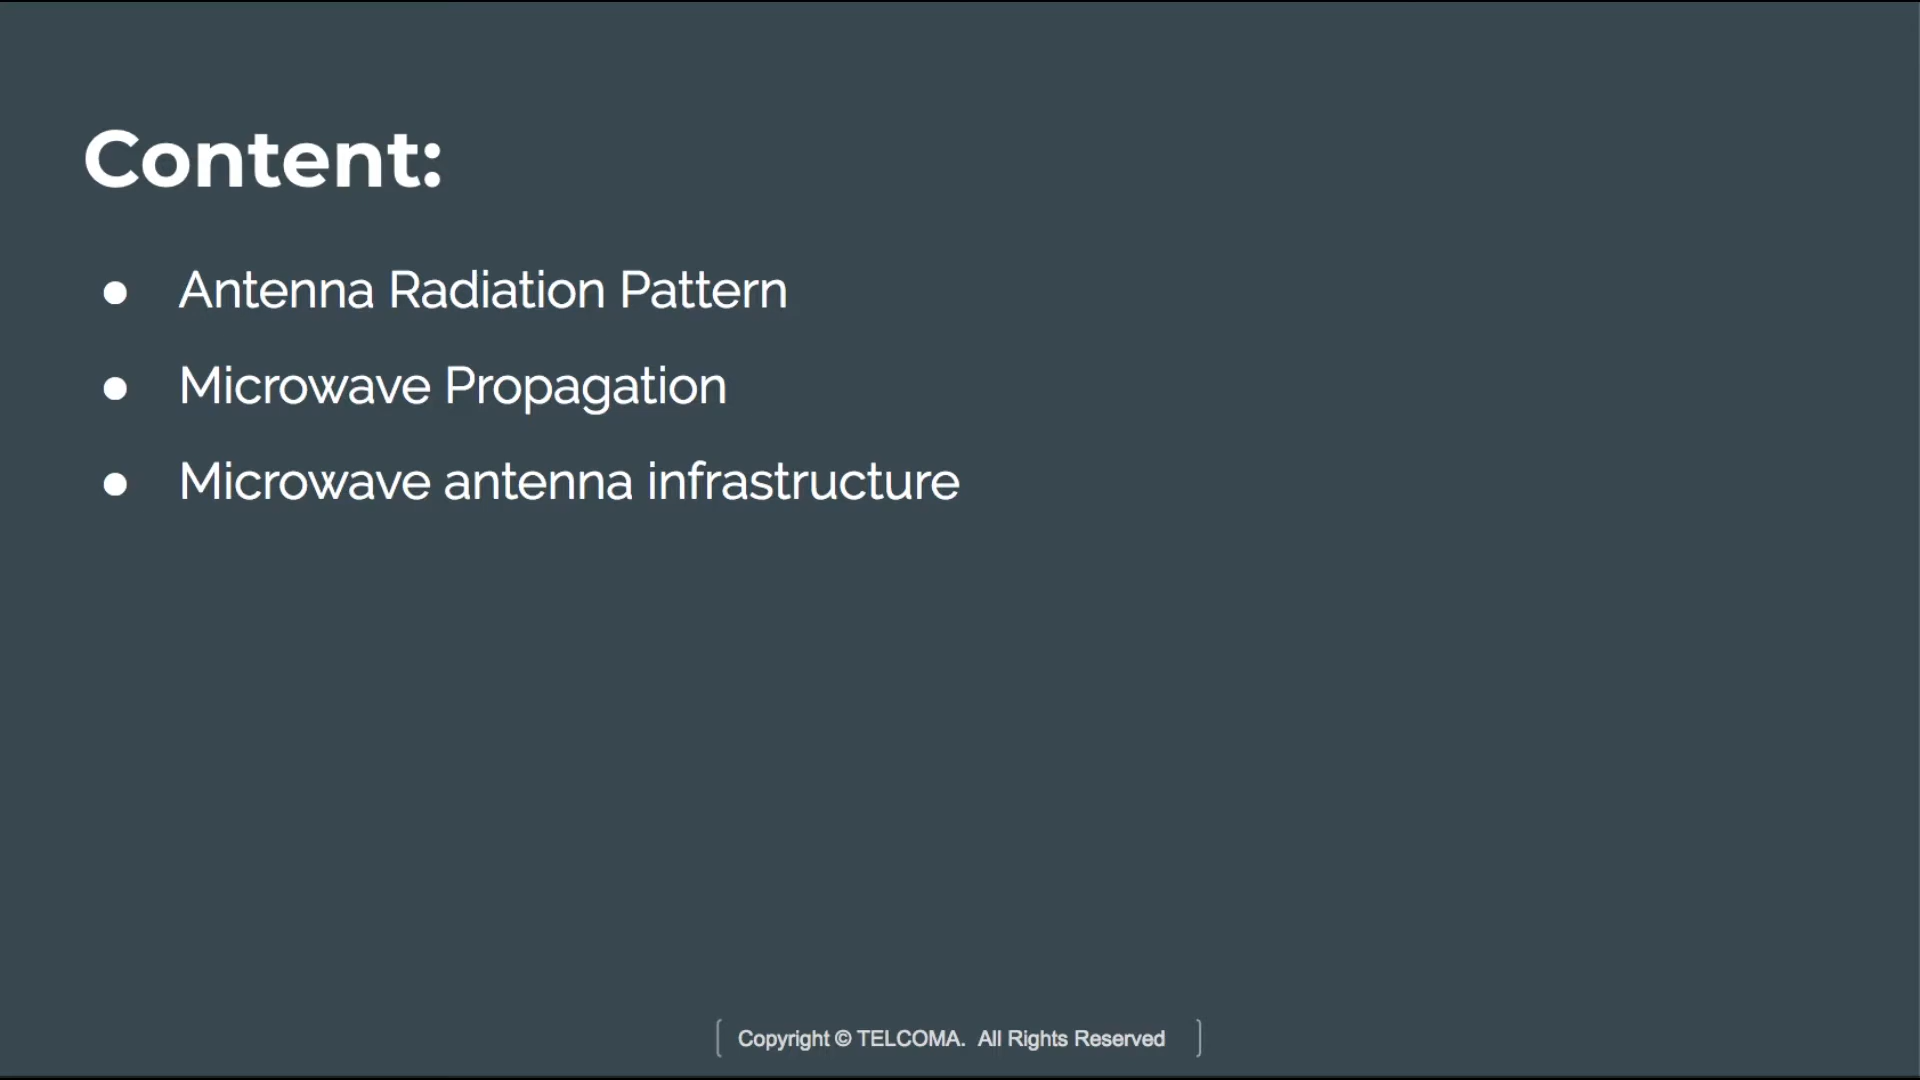 Content:
● Antenna Radiation Pattern
● Microwave Propagation
● Microwave antenna infrastructure
[ Copyright © TELCOMA. All Rights Reserved ]